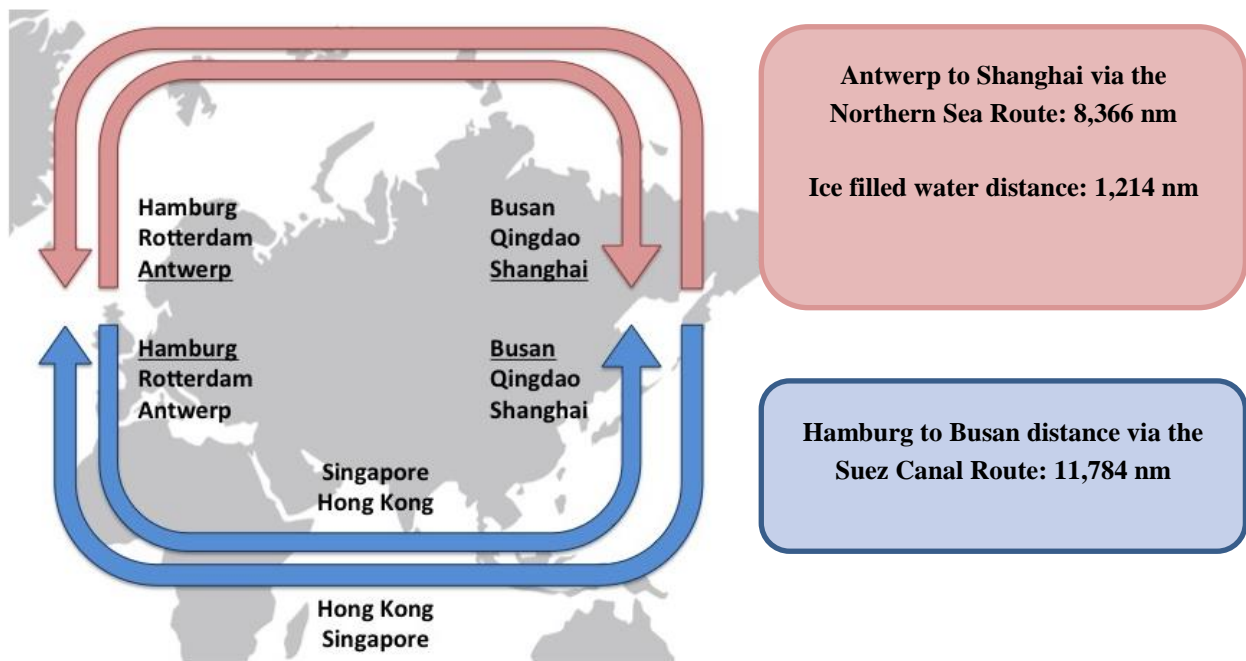 Hamburg
Rotterdam
Antwerp
Busan
Qingdao
Shanghai
Hamburg
Rotterdam
Antwerp
Busan
Qingdao
Shanghai
Singapore
Hong Kong
Hong Kong
Singapore
Antwerp to Shanghai via the
Northern Sea Route: 8,366 nm
Ice filled water distance: 1,214 nm
Hamburg to Busan distance via the
Suez Canal Route: 11,784 nm